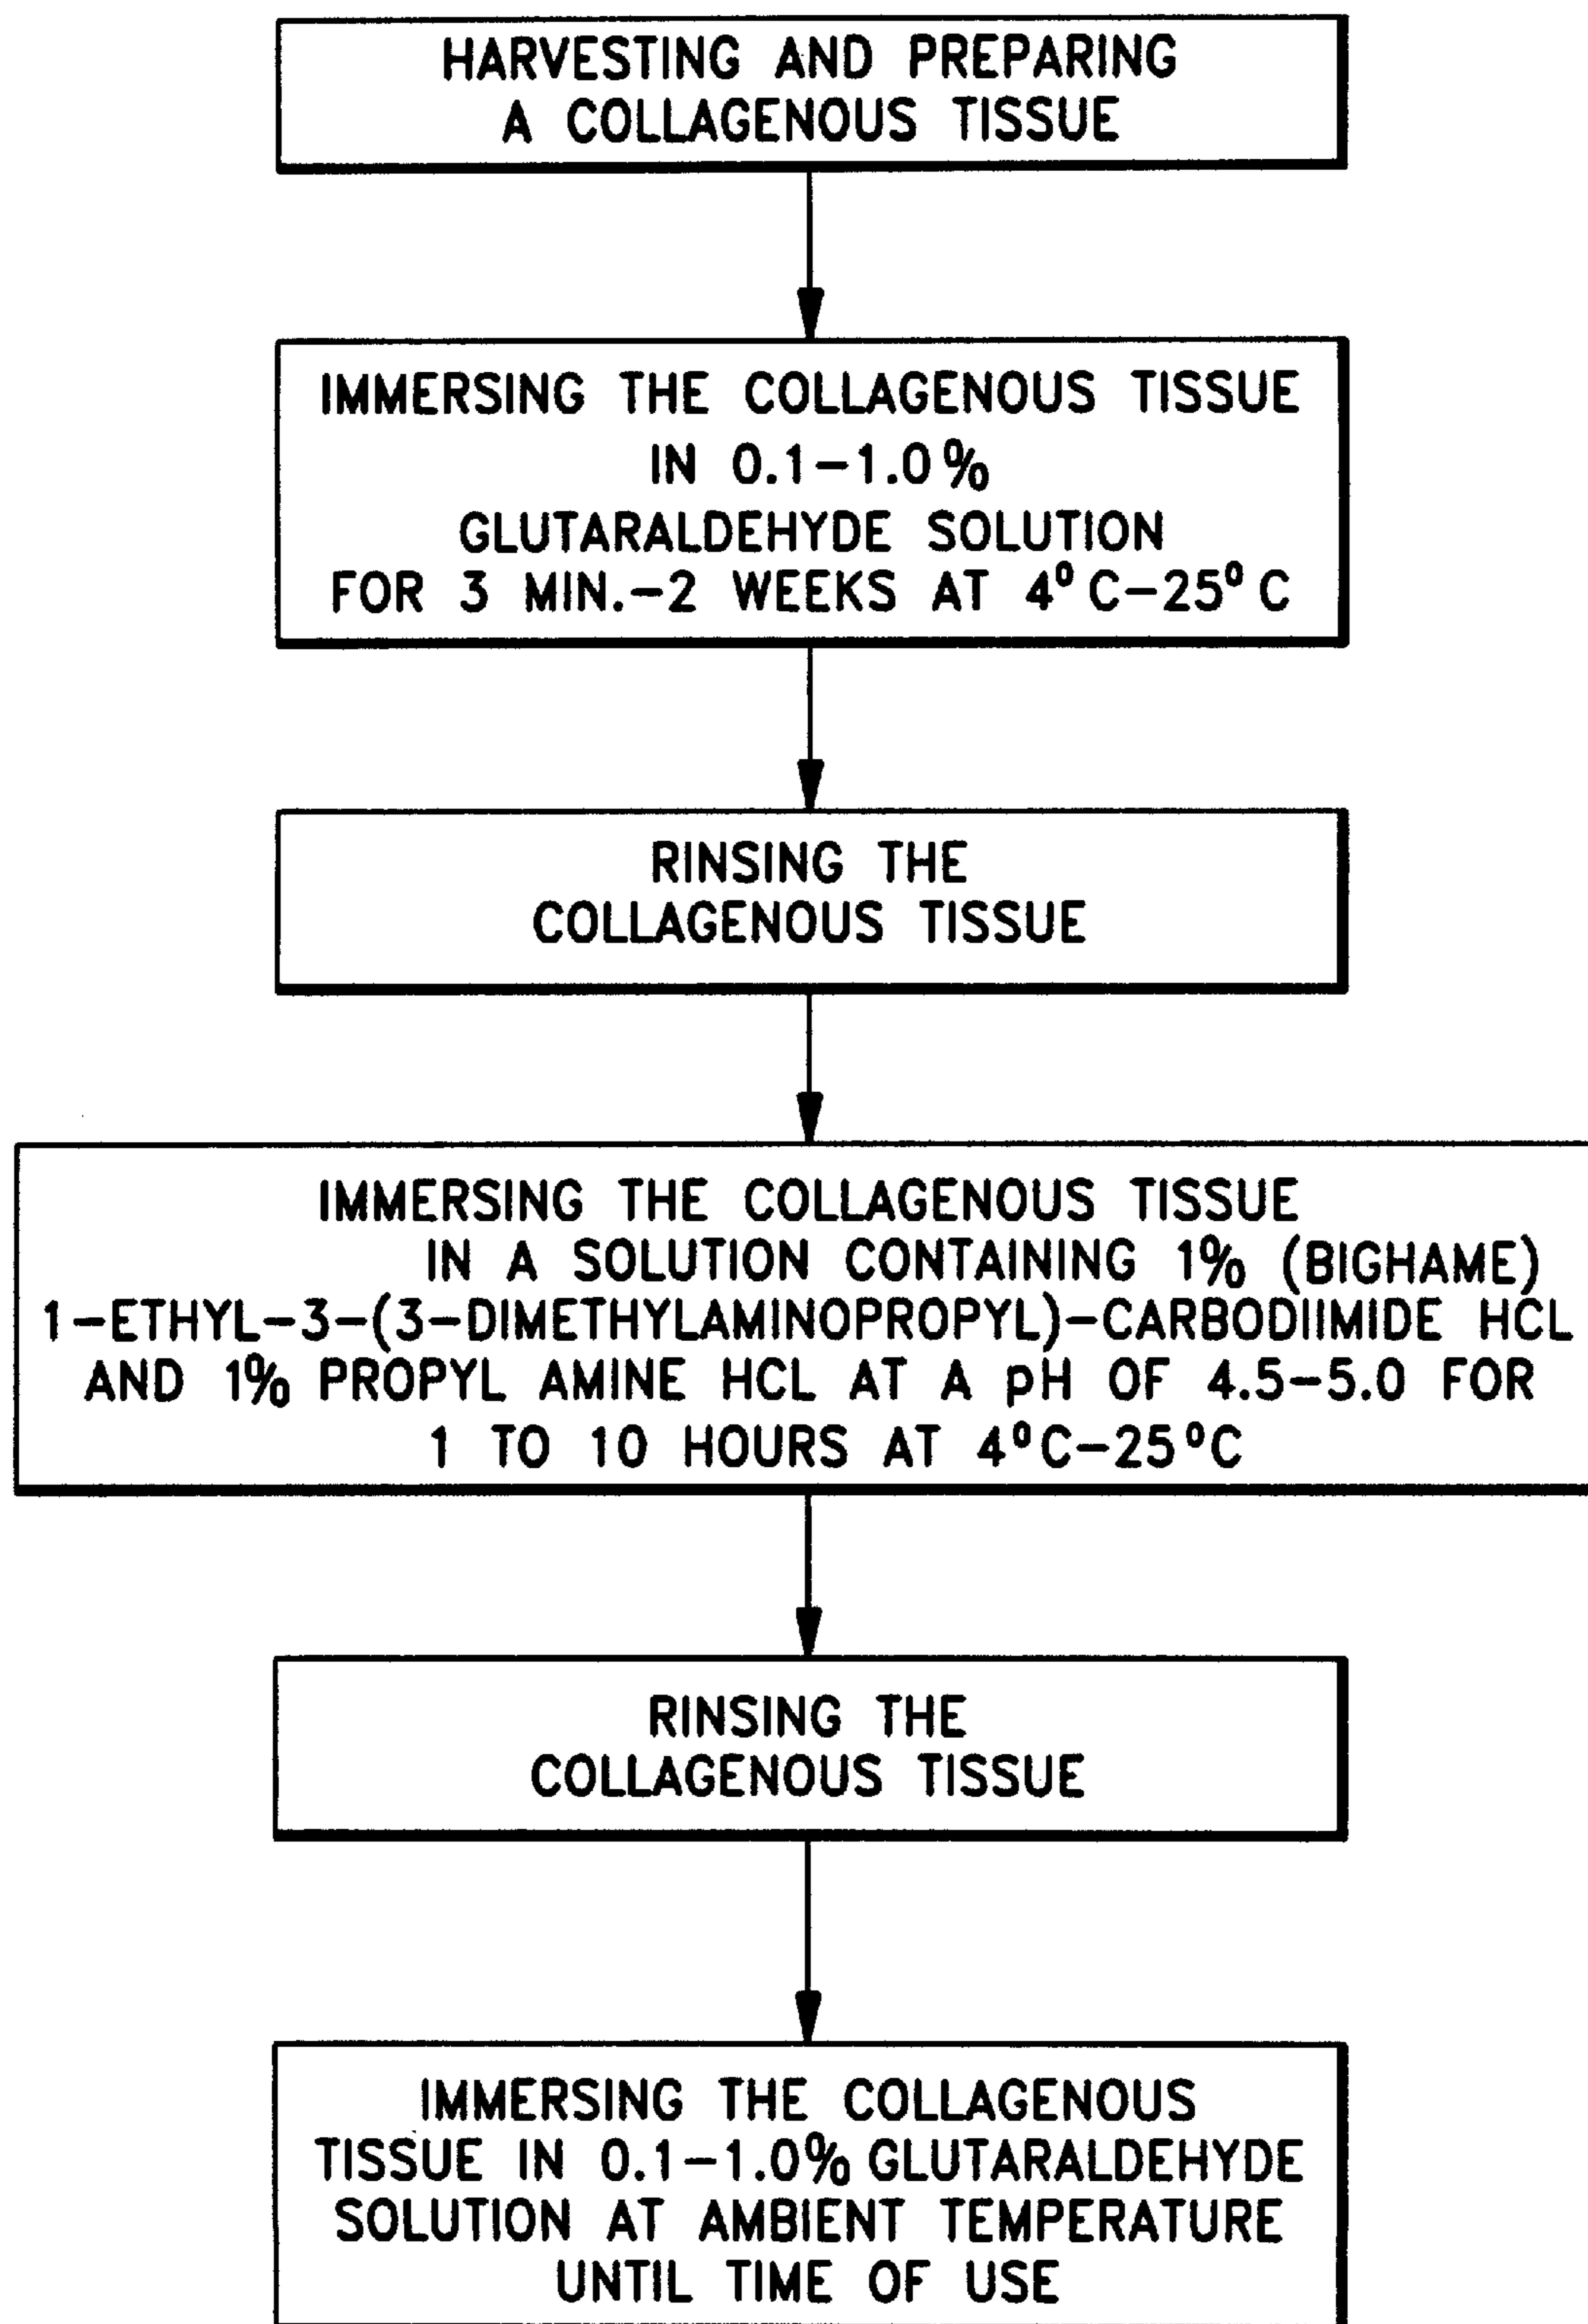 HARVESTING AND PREPARING
A COLLAGENOUS TISSUE
IMMERSING THE COLLAGENOUS TISSUE
IN 0.1-1.0%
GLUTARALDEHYDE SOLUTION
FOR 3 MIN.-2 WEEKS AT 4⁰C-25⁰C
RINSING THE
COLLAGENOUS TISSUE
IMMERSING THE COLLAGENOUS TISSUE
IN A SOLUTION CONTAINING 1% (BIGHAME)
1-ETHYL-3-(3-DIMETHYLAMINOPROPYL)-CARBODIIMIDE HCL
AND 1% PROPYL AMINE HCL AT A pH OF 4.5-5.0 FOR
1 TO 10 HOURS AT 4⁰C-25⁰C
RINSING THE
COLLAGENOUS TISSUE
IMMERSING THE COLLAGENOUS
TISSUE IN 0.1-1.0% GLUTARALDEHYDE
SOLUTION AT AMBIENT TEMPERATURE
UNTIL TIME OF USE